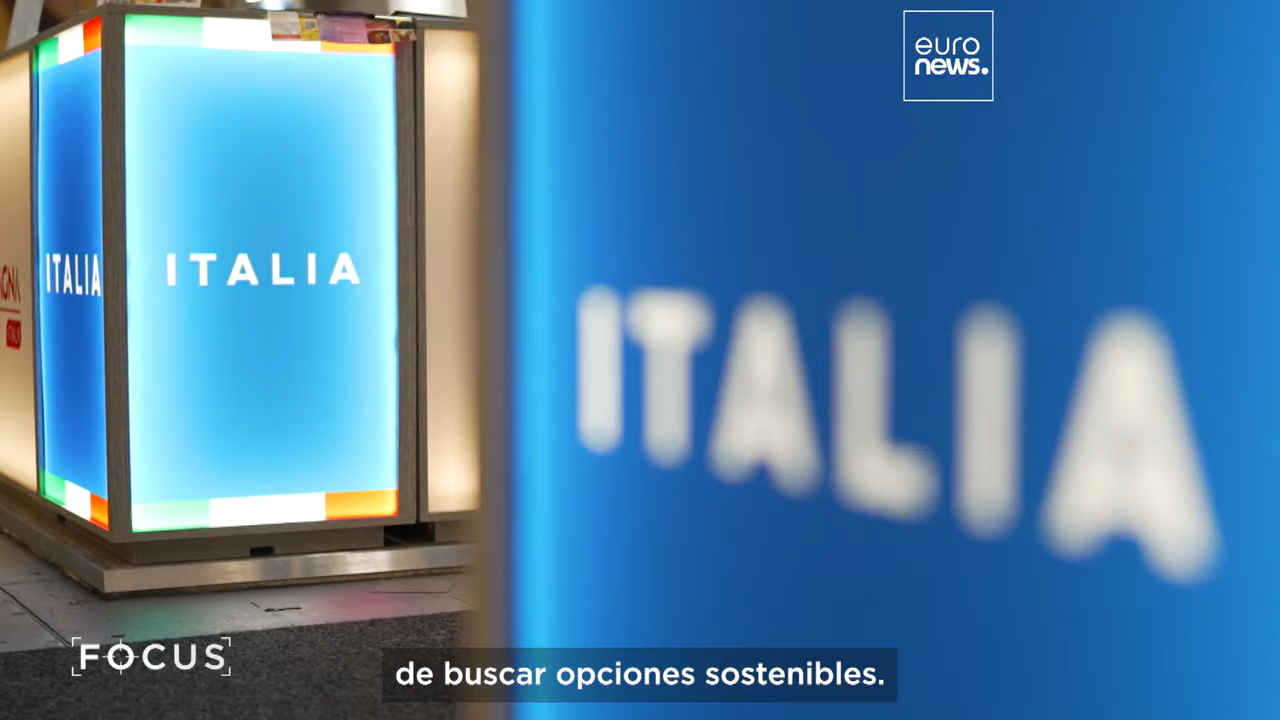 euro
news.
ITALIA
ITALIA
ITALIA
FOCUS
de buscar opciones sostenibles.